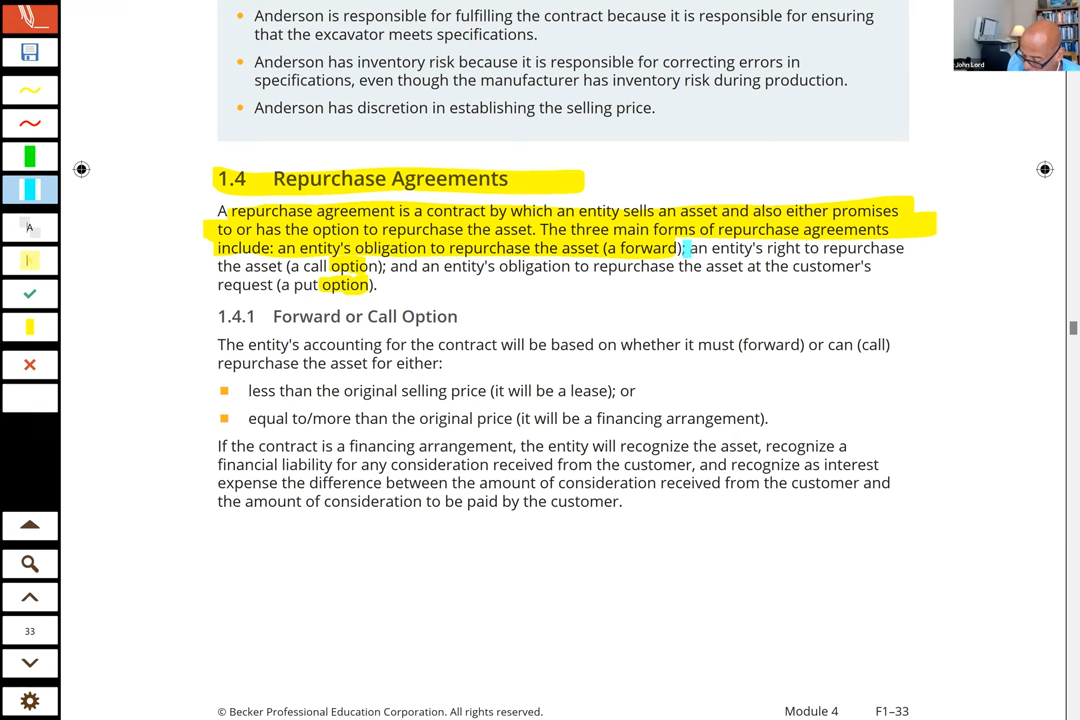 Anderson is responsible for fulfilling the contract because it is responsible for ensuring
that the excavator meets specifications.
Anderson has inventory risk because it is responsible for correcting errors in
specifications, even though the manufacturer has inventory risk during production.
Anderson has discretion in establishing the selling price.
John Lord
1.4 Repurchase Agreements
A repurchase agreement is a contract by which an entity sells an asset and also either promises
to or has the option to repurchase the asset. The three main forms of repurchase agreements
include: an entity's obligation to repurchase the asset (a forward); an entity's right to repurchase
the asset (a call option); and an entity's obligation to repurchase the asset at the customer's
request (a put option).
1.4.1 Forward or Call Option
The entity's accounting for the contract will be based on whether it must (forward) or can (call)
repurchase the asset for either:
less than the original selling price (it will be a lease); or
equal to/more than the original price (it will be a financing arrangement).
If the contract is a financing arrangement, the entity will recognize the asset, recognize a
financial liability for any consideration received from the customer, and recognize as interest
expense the difference between the amount of consideration received from the customer and
the amount of consideration to be paid by the customer.
A
33
© Becker Professional Education Corporation. All rights reserved.
Module 4
F1–33